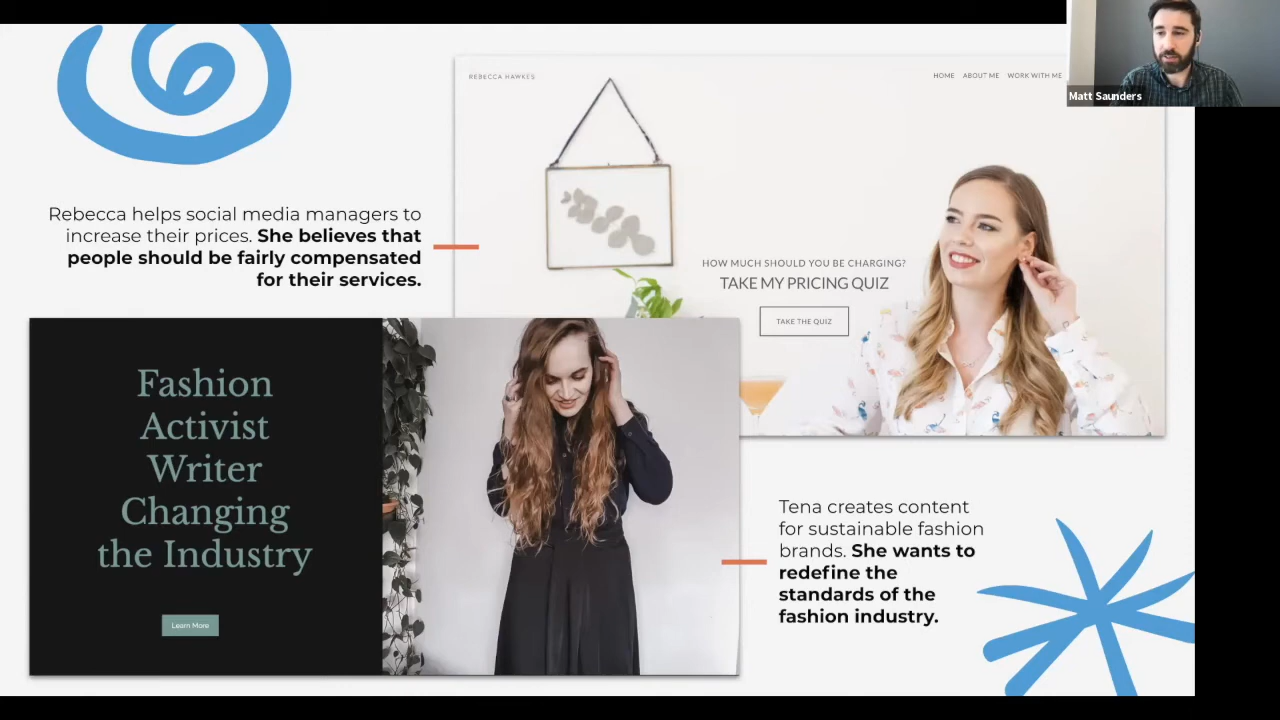 REBECCA HAWKES
HOME ABOUT ME WORK WITH ME
Matt Saunders
Rebecca helps social media managers to
increase their prices. She believes that
people should be fairly compensated
for their services.
HOW MUCH SHOULD YOU BE CHARGING?
TAKE MY PRICING QUIZ
TAKE THE QUIZ
Fashion
Activist
Writer
Changing
the Industry
Learn More
Tena creates content
for sustainable fashion
brands. She wants to
redefine the
standards of the
fashion industry.